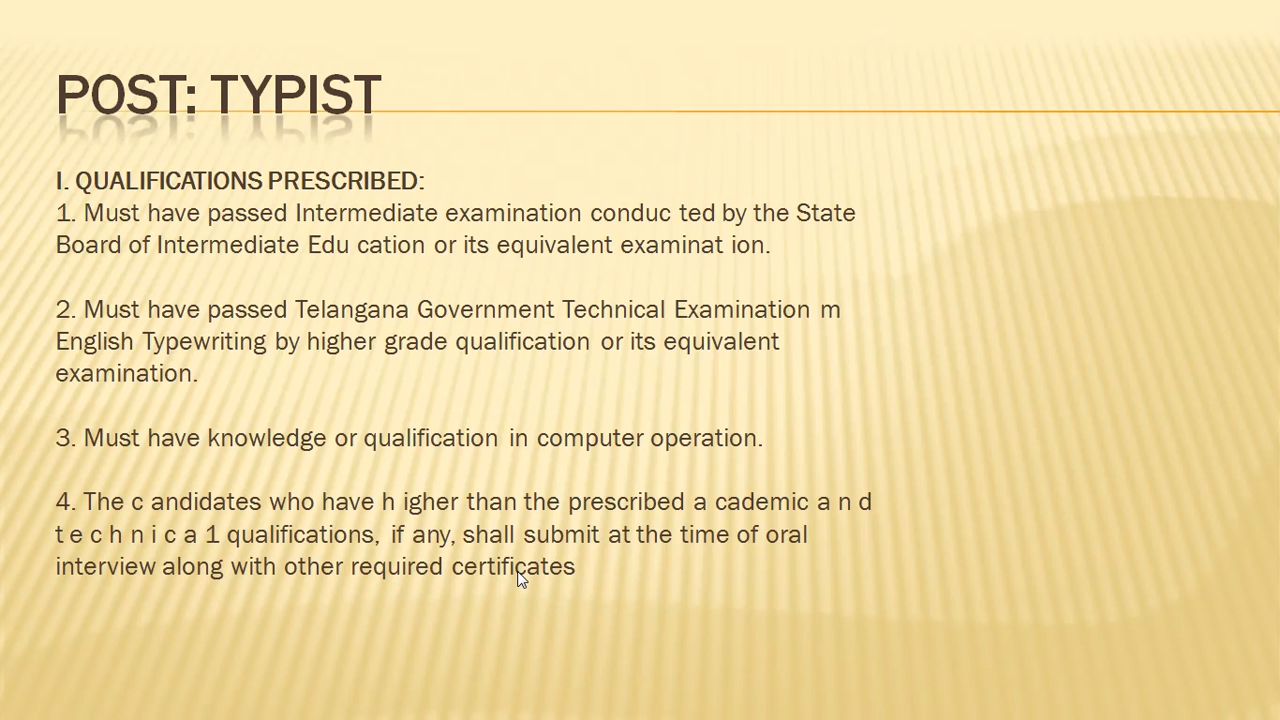 POST: TYPIST
I. QUALIFICATIONS PRESCRIBED:
1. Must have passed Intermediate examination conduc ted by the State
Board of Intermediate Edu cation or its equivalent examinat ion.
2. Must have passed Telangana Government Technical Examination m
English Typewriting by higher grade qualification or its equivalent
examination.
3. Must have knowledge or qualification in computer operation.
4. The c andidates who have h igher than the prescribed a cademic a n d
t e c h n i c a 1 qualifications, if any, shall submit at the time of oral
interview along with other required certificates